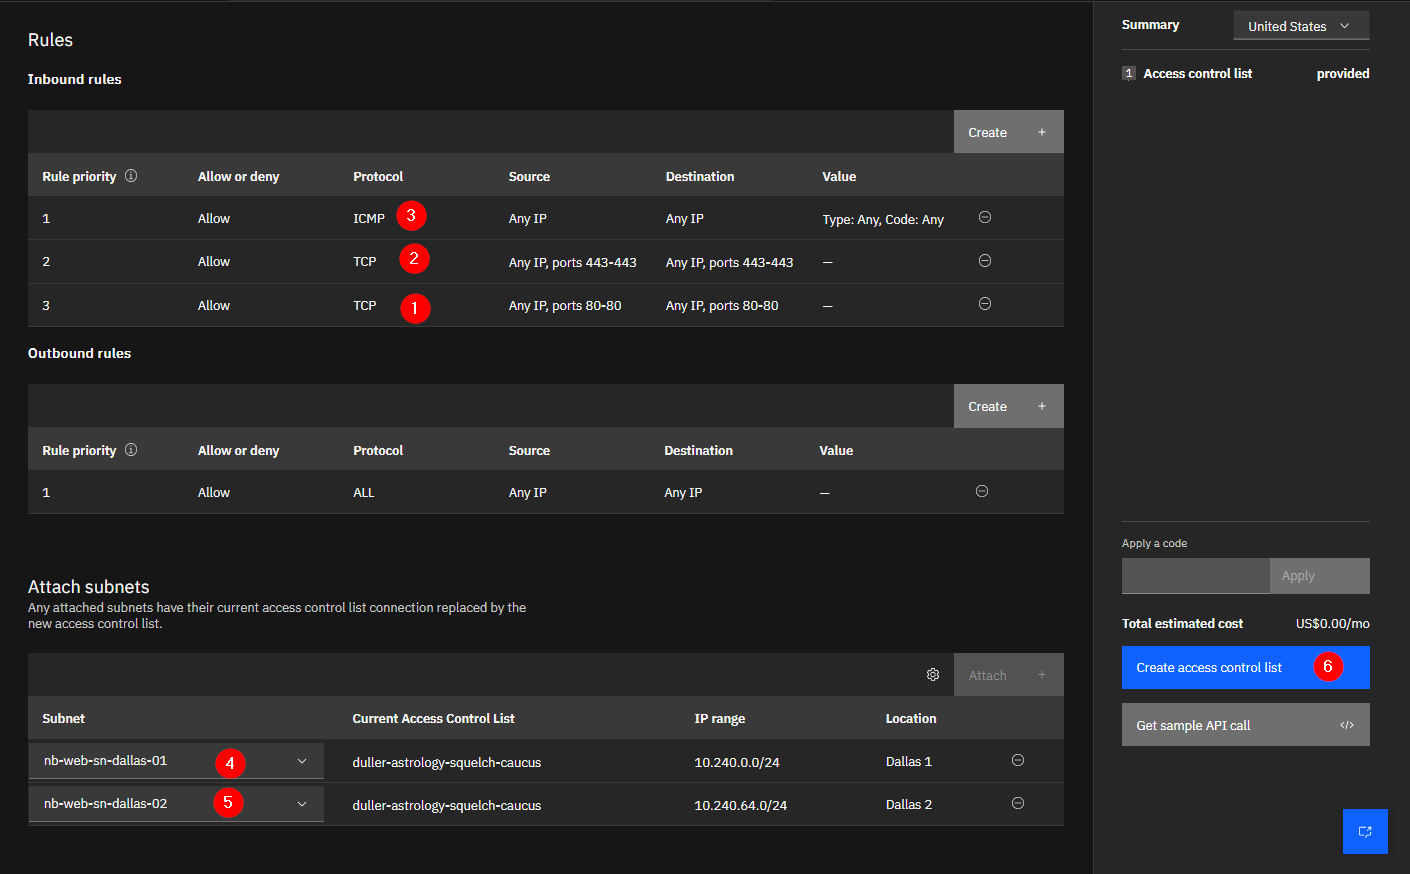 Rules
Inbound rules
Create +
Rule priority Allow or deny Protocol Source Destination Value
1 Allow ICMP 3 Any IP Any IP Type: Any, Code: Any
2 Allow TCP 2 Any IP, ports 443-443 Any IP, ports 443-443 —
3 Allow TCP 1 Any IP, ports 80-80 Any IP, ports 80-80 —
Outbound rules
Create +
Rule priority Allow or deny Protocol Source Destination Value
1 Allow ALL Any IP Any IP —
Attach subnets
Any attached subnets have their current access control list connection replaced by the
new access control list.
Attach +
Subnet Current Access Control List IP range Location
nb-web-sn-dallas-01 4 duller-astrology-squelch-caucus 10.240.0.0/24 Dallas 1
nb-web-sn-dallas-02 5 duller-astrology-squelch-caucus 10.240.64.0/24 Dallas 2
Summary United States
1 Access control list provided
Apply a code
Apply
Total estimated cost US$0.00/mo
Create access control list 6
Get sample API call </>